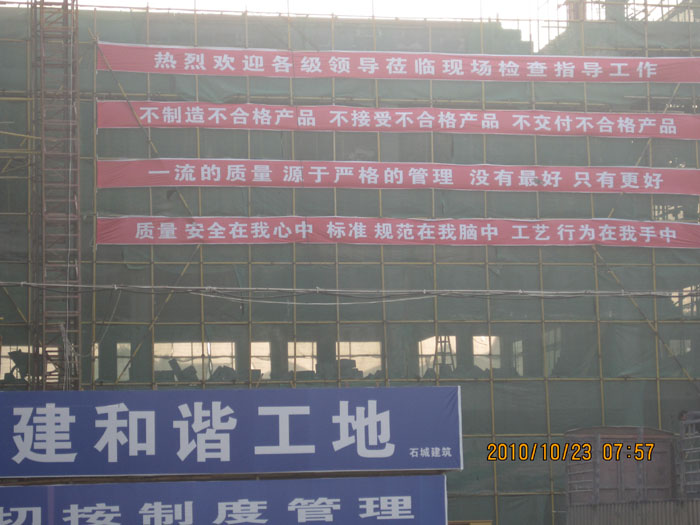 热烈欢迎各级领导莅临现场检查指导工作
不制造不合格产品 不接受不合格产品 不交付不合格产品
一流的质量 源于严格的管理 没有最好 只有更好
质量 安全在我心中 标准 规范在我脑中 工艺 行为在我手中
建和谐工地 石城建筑
2010/10/23 07:57
切按制度管理